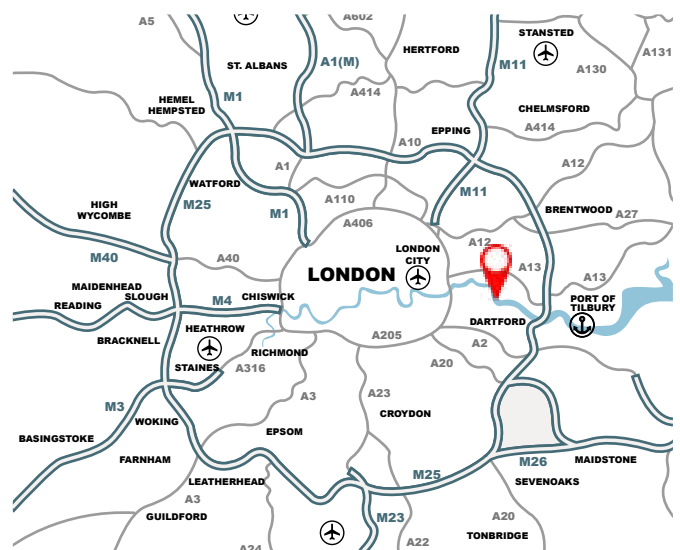 A5
A602
STANSTED
HERTFORD
A131
ST. ALBANS
A1(M)
M11
A130
HEMEL
HEMPSTED
M1
A414
CHELMSFORD
A10
EPPING
A414
A1
A12
WATFORD
A110
M11
M25
HIGH
WYCOMBE
M1
A406
BRENTWOOD
A27
M40
A40
LONDON
CITY
A12
LONDON
A13
A13
MAIDENHEAD
SLOUGH
READING
M4
CHISWICK
PORT OF
TILBURY
DARTFORD
HEATHROW
BRACKNELL
A205
A2
RICHMOND
STAINES
A316
A20
M3
A3
A23
WOKING
CROYDON
BASINGSTOKE
EPSOM
FARNHAM
M26
MAIDSTONE
LEATHERHEAD
M25
SEVENOAKS
A3
GUILDFORD
M23
A20
TONBRIDGE
A24
A22